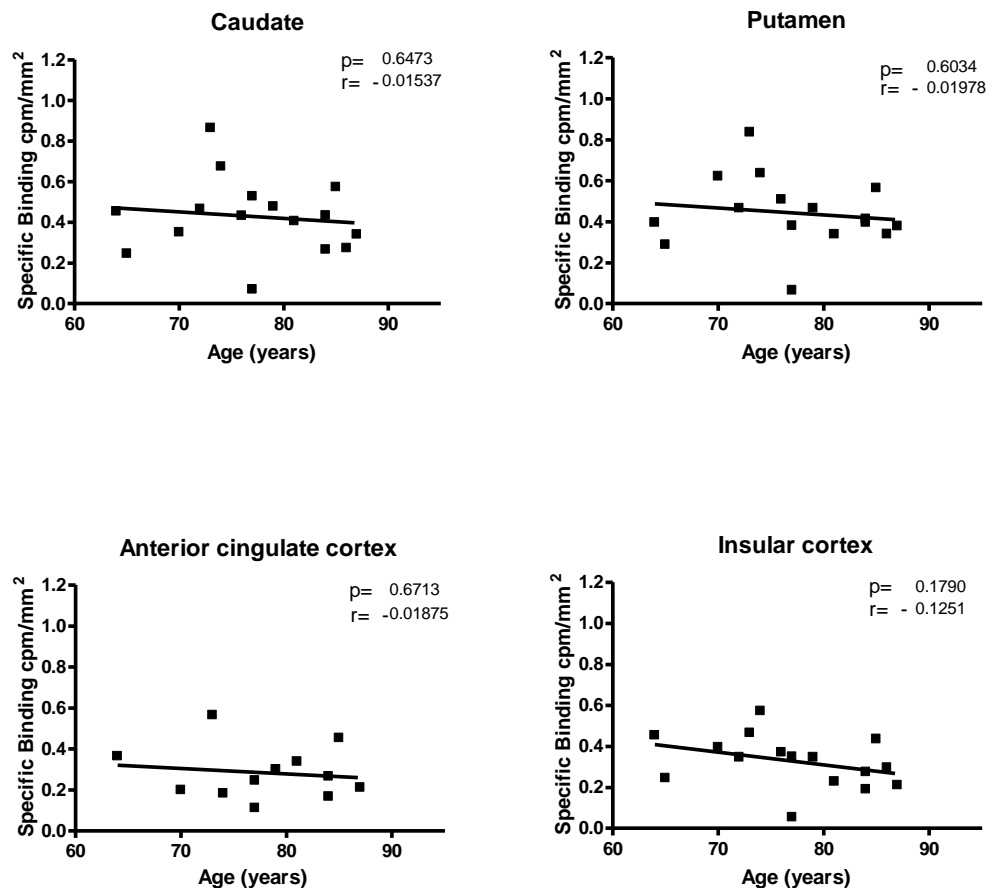 Caudate
p= 0.6473
r= - 0.01537
Specific Binding cpm/mm²
1.2
1.0
0.8
0.6
0.4
0.2
0.0
60 70 80 90
Age (years)
Putamen
p= 0.6034
r= - 0.01978
Specific Binding cpm/mm²
1.2
1.0
0.8
0.6
0.4
0.2
0.0
60 70 80 90
Age (years)
Anterior cingulate cortex
p= 0.6713
r= -0.01875
Specific Binding cpm/mm²
1.2
1.0
0.8
0.6
0.4
0.2
0.0
60 70 80 90
Age (years)
Insular cortex
p= 0.1790
r= - 0.1251
Specific Binding cpm/mm²
1.2
1.0
0.8
0.6
0.4
0.2
0.0
60 70 80 90
Age (years)